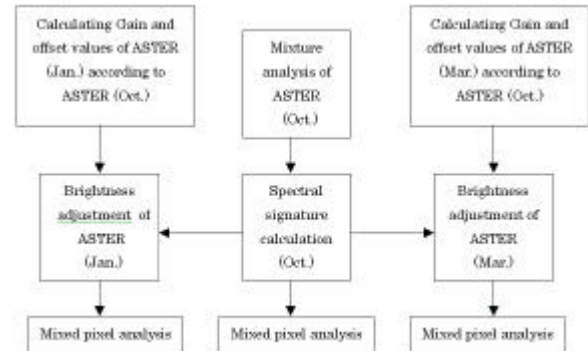 Calculating Gain and
offset values of ASTER
(Jan.) according to
ASTER (Oct.)
Mixture
analysis of
ASTER
(Oct.)
Calculating Gain and
offset values of ASTER
(Mar.) according to
ASTER (Oct.)
Brightness
adjustment of
ASTER
(Jan.)
Spectral
signature
calculation
(Oct.)
Brightness
adjustment of
ASTER
(Mar.)
Mixed pixel analysis
Mixed pixel analysis
Mixed pixel analysis